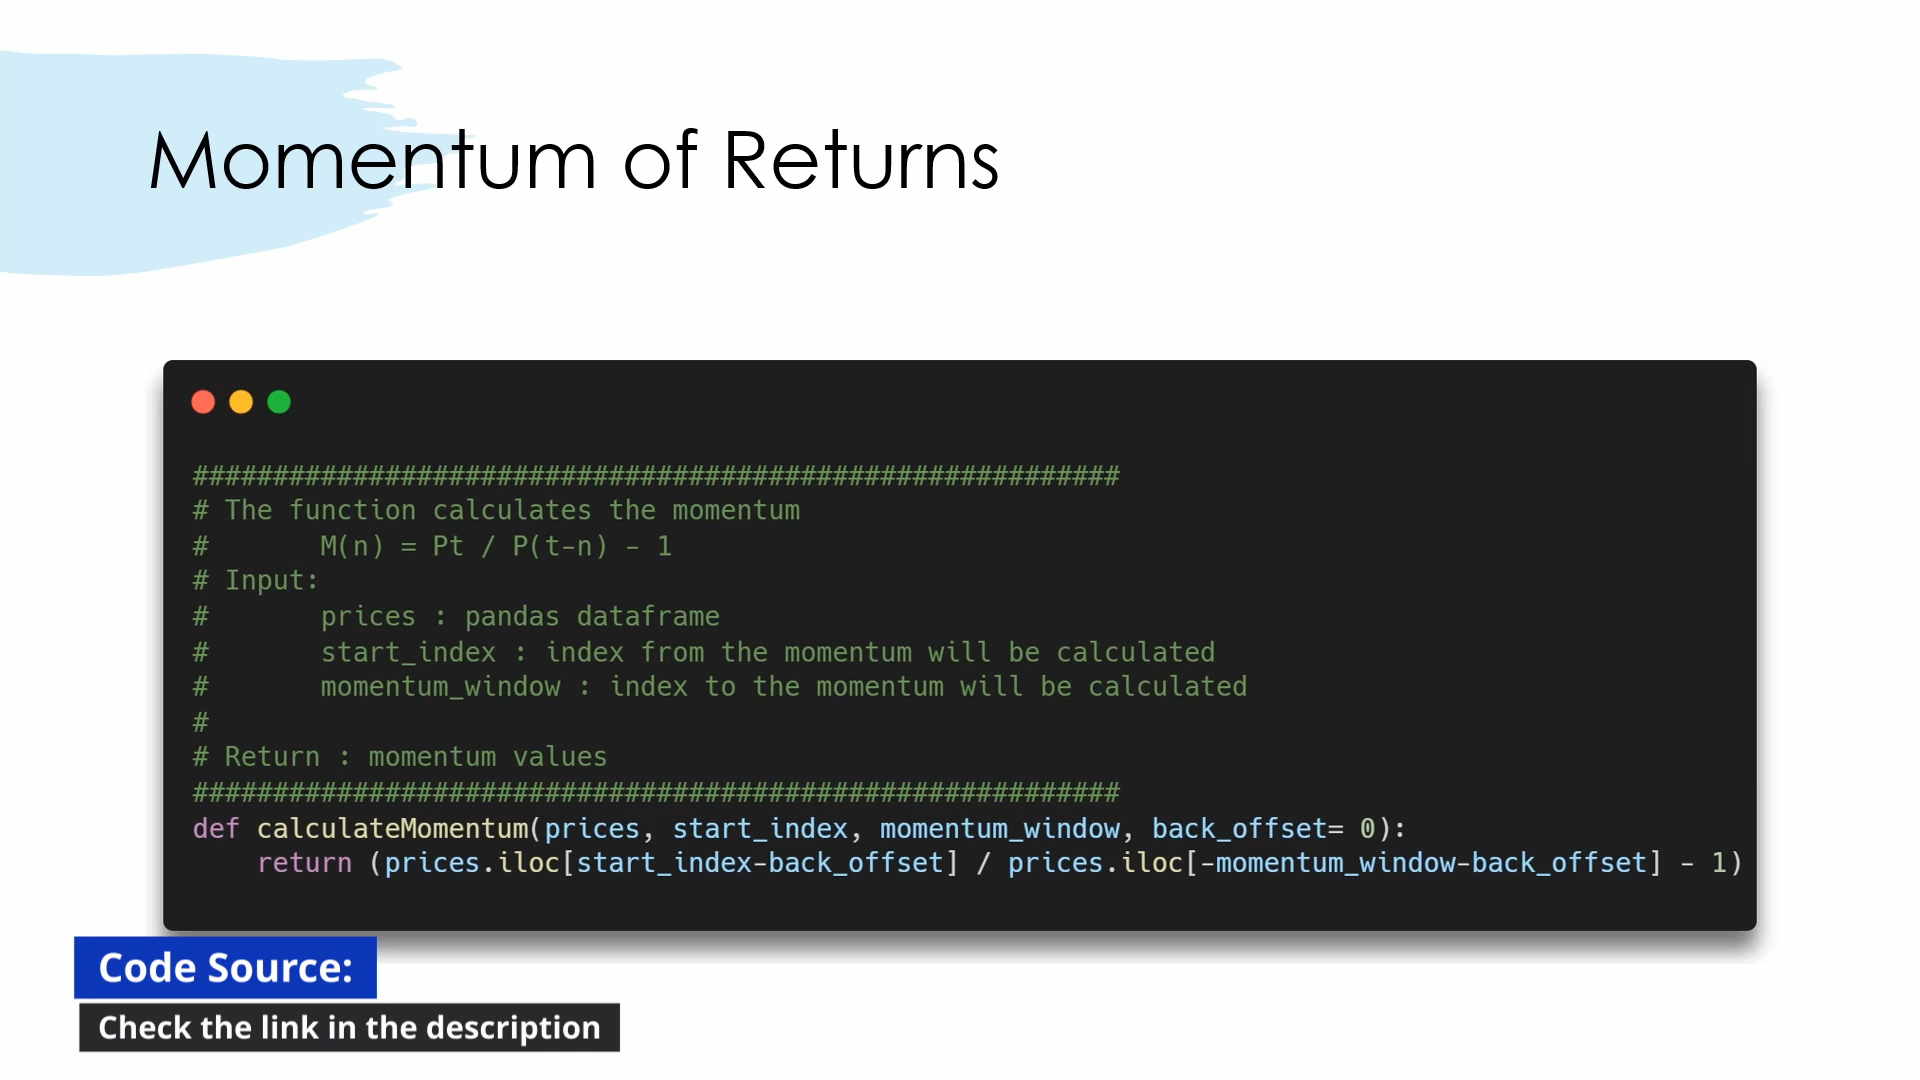 Momentum of Returns
##########################################################
# The function calculates the momentum
#       M(n) = Pt / P(t-n) - 1
# Input:
#       prices : pandas dataframe
#       start_index : index from the momentum will be calculated
#       momentum_window : index to the momentum will be calculated
#
# Return : momentum values
##########################################################
def calculateMomentum(prices, start_index, momentum_window, back_offset= 0):
    return (prices.iloc[start_index-back_offset] / prices.iloc[-momentum_window-back_offset] - 1)
Code Source:
Check the link in the description